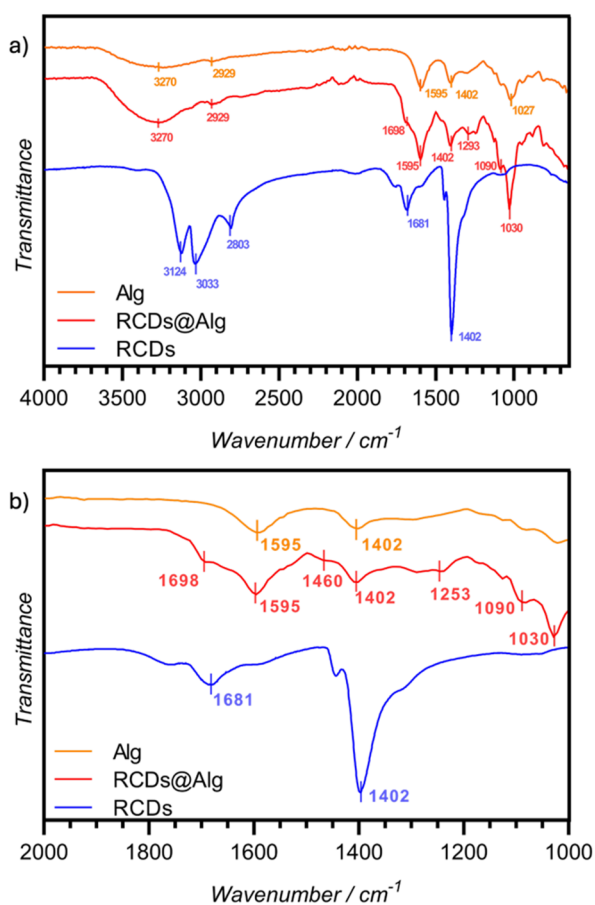 a)
3270
2929
1595
1402
1027
3270
2929
1698
1595
1402
1293
1090
1030
3124
3033
2803
1681
1402
Transmittance
Alg
RCDs@Alg
RCDs
4000 3500 3000 2500 2000 1500 1000
Wavenumber / cm-1
b)
1595
1402
1698
1595
1460
1402
1253
1090
1030
1681
1402
Transmittance
Alg
RCDs@Alg
RCDs
2000 1800 1600 1400 1200 1000
Wavenumber / cm-1